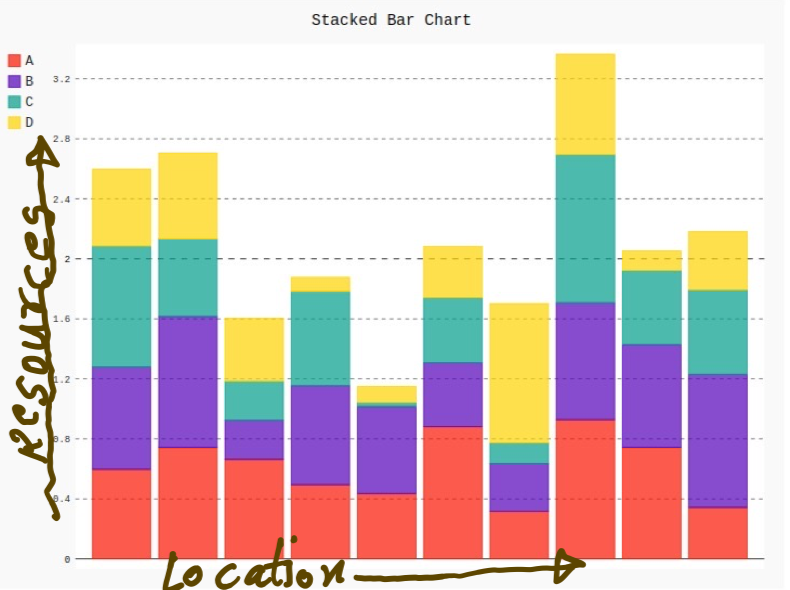 Stacked Bar Chart
A
B
C
D
3.2
2.8
2.4
2
1.6
1.2
0.8
0.4
0
Resources
Location